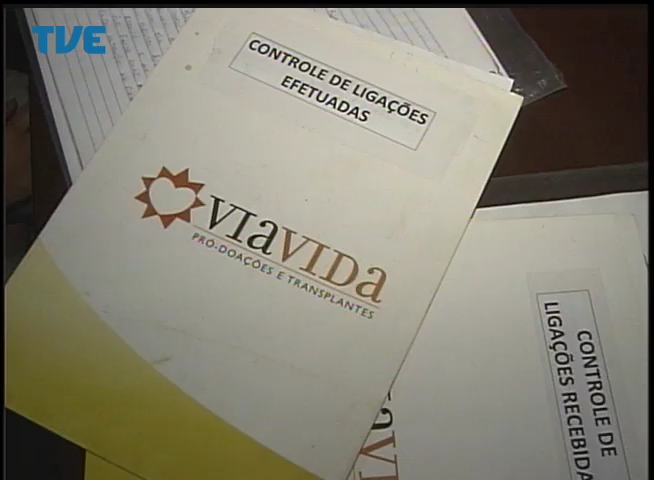 TVE
CONTROLE DE LIGAÇÕES
EFETUADAS
VIAVIDA
PRÓ-DOAÇÕES E TRANSPLANTES
CONTROLE DE
LIGAÇÕES RECEBIDA